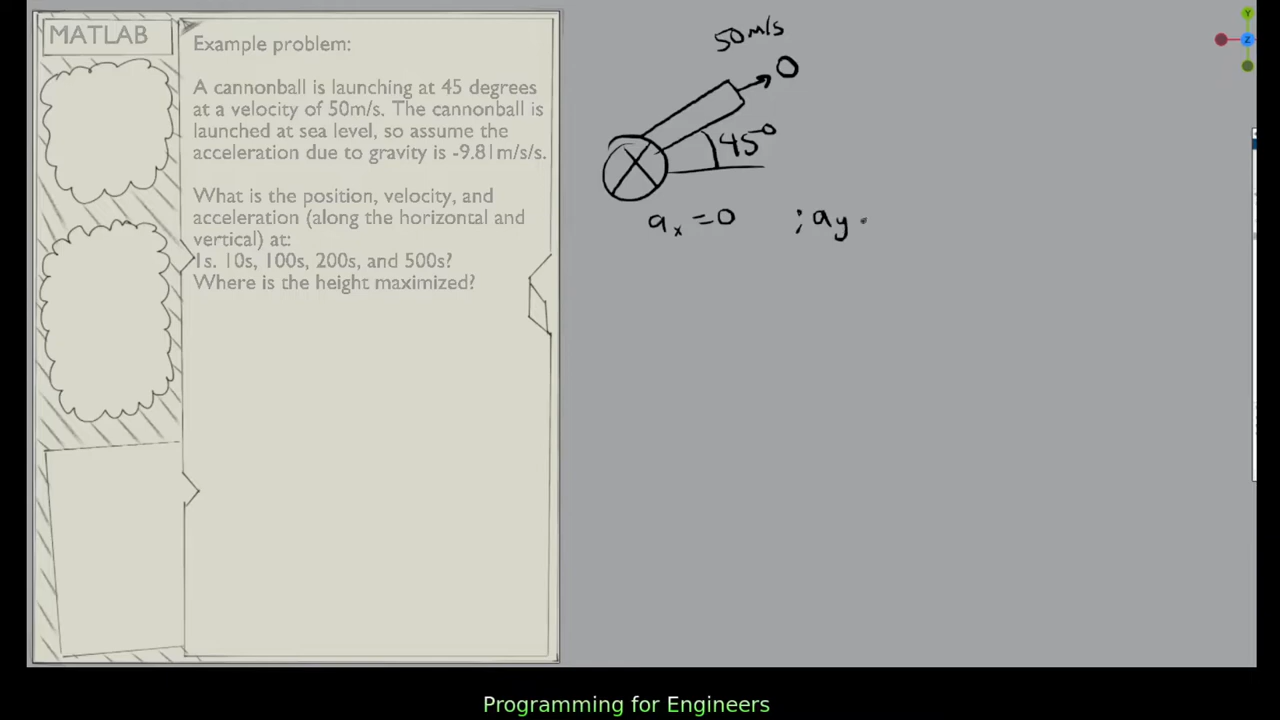 MATLAB
Example problem:
A cannonball is launching at 45 degrees
at a velocity of 50m/s. The cannonball is
launched at sea level, so assume the
acceleration due to gravity is -9.81m/s/s.
What is the position, velocity, and
acceleration (along the horizontal and
vertical) at:
1s. 10s, 100s, 200s, and 500s?
Where is the height maximized?
50m/s
45°
ax = 0 ; ay
Y
Z
Programming for Engineers